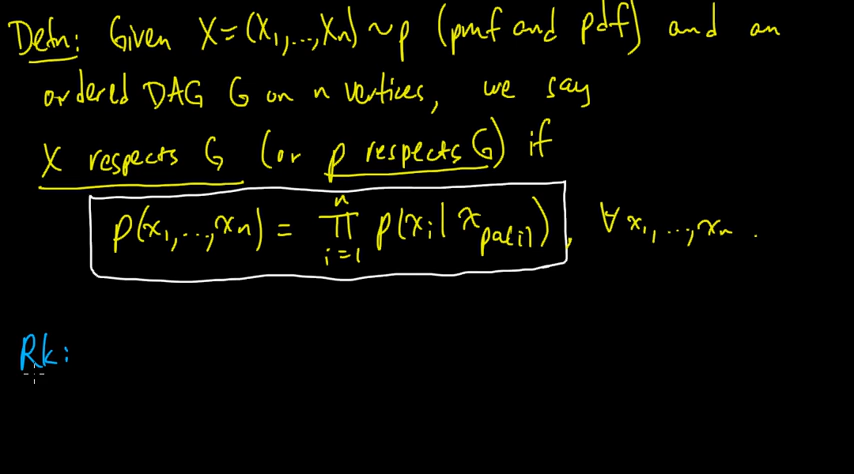 Defn: Given X = (X₁,...,Xₙ) ~ p (pmf and pdf) and an
ordered DAG G on n vertices, we say
X respects G (or p respects G) if
p(x₁,...,xₙ) = ∏ᵢ₌₁ⁿ p(xᵢ | x_pa(i)), ∀ x₁,...,xₙ .
Rk: